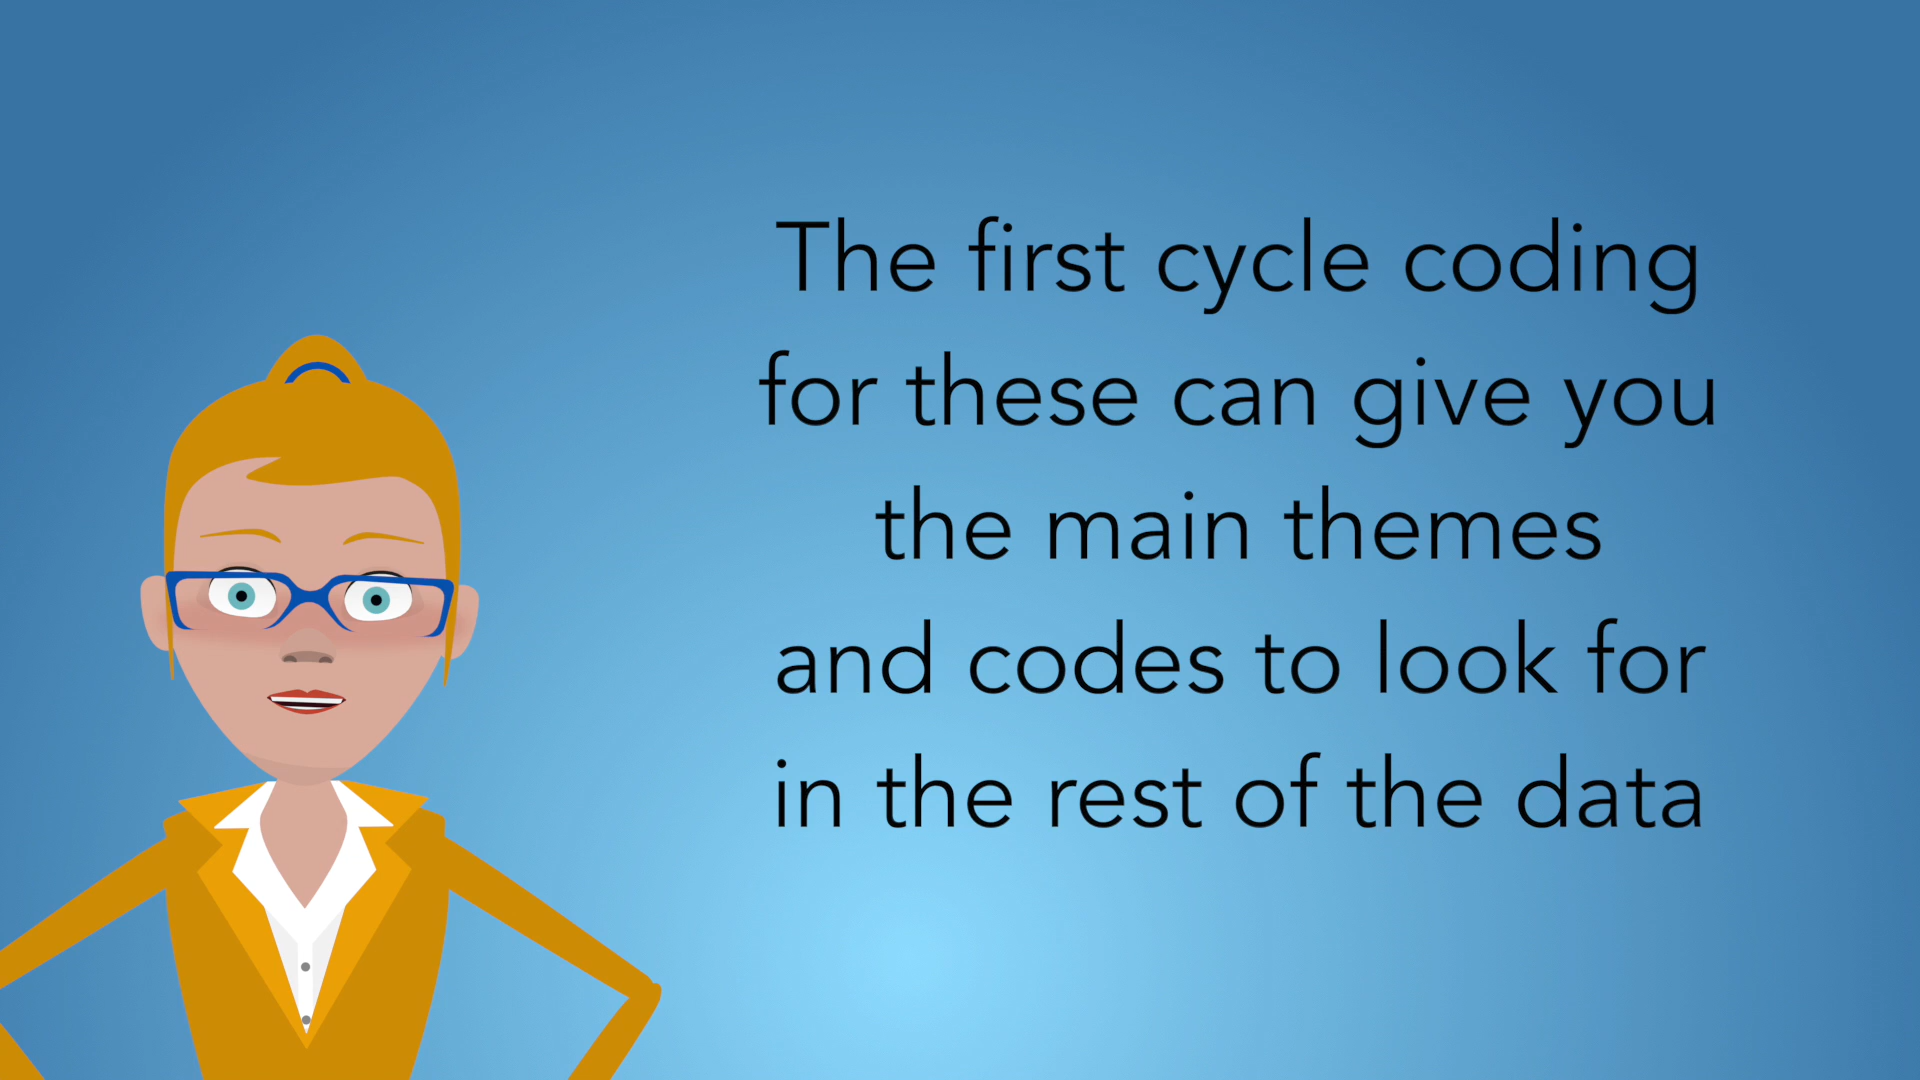 The first cycle coding
for these can give you
the main themes
and codes to look for
in the rest of the data